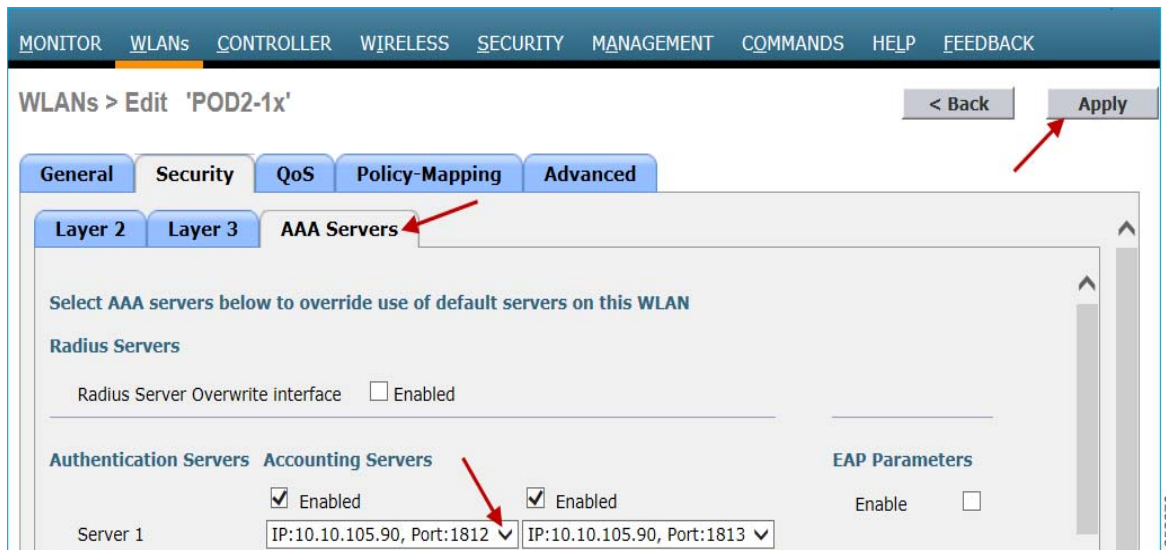 MONITOR WLANs CONTROLLER WIRELESS SECURITY MANAGEMENT COMMANDS HELP FEEDBACK
WLANs > Edit 'POD2-1x'
< Back
Apply
General Security QoS Policy-Mapping Advanced
Layer 2 Layer 3 AAA Servers
Select AAA servers below to override use of default servers on this WLAN
Radius Servers
Radius Server Overwrite interface Enabled
Authentication Servers Accounting Servers EAP Parameters
Enabled Enabled Enable
Server 1 IP:10.10.105.90, Port:1812 IP:10.10.105.90, Port:1813